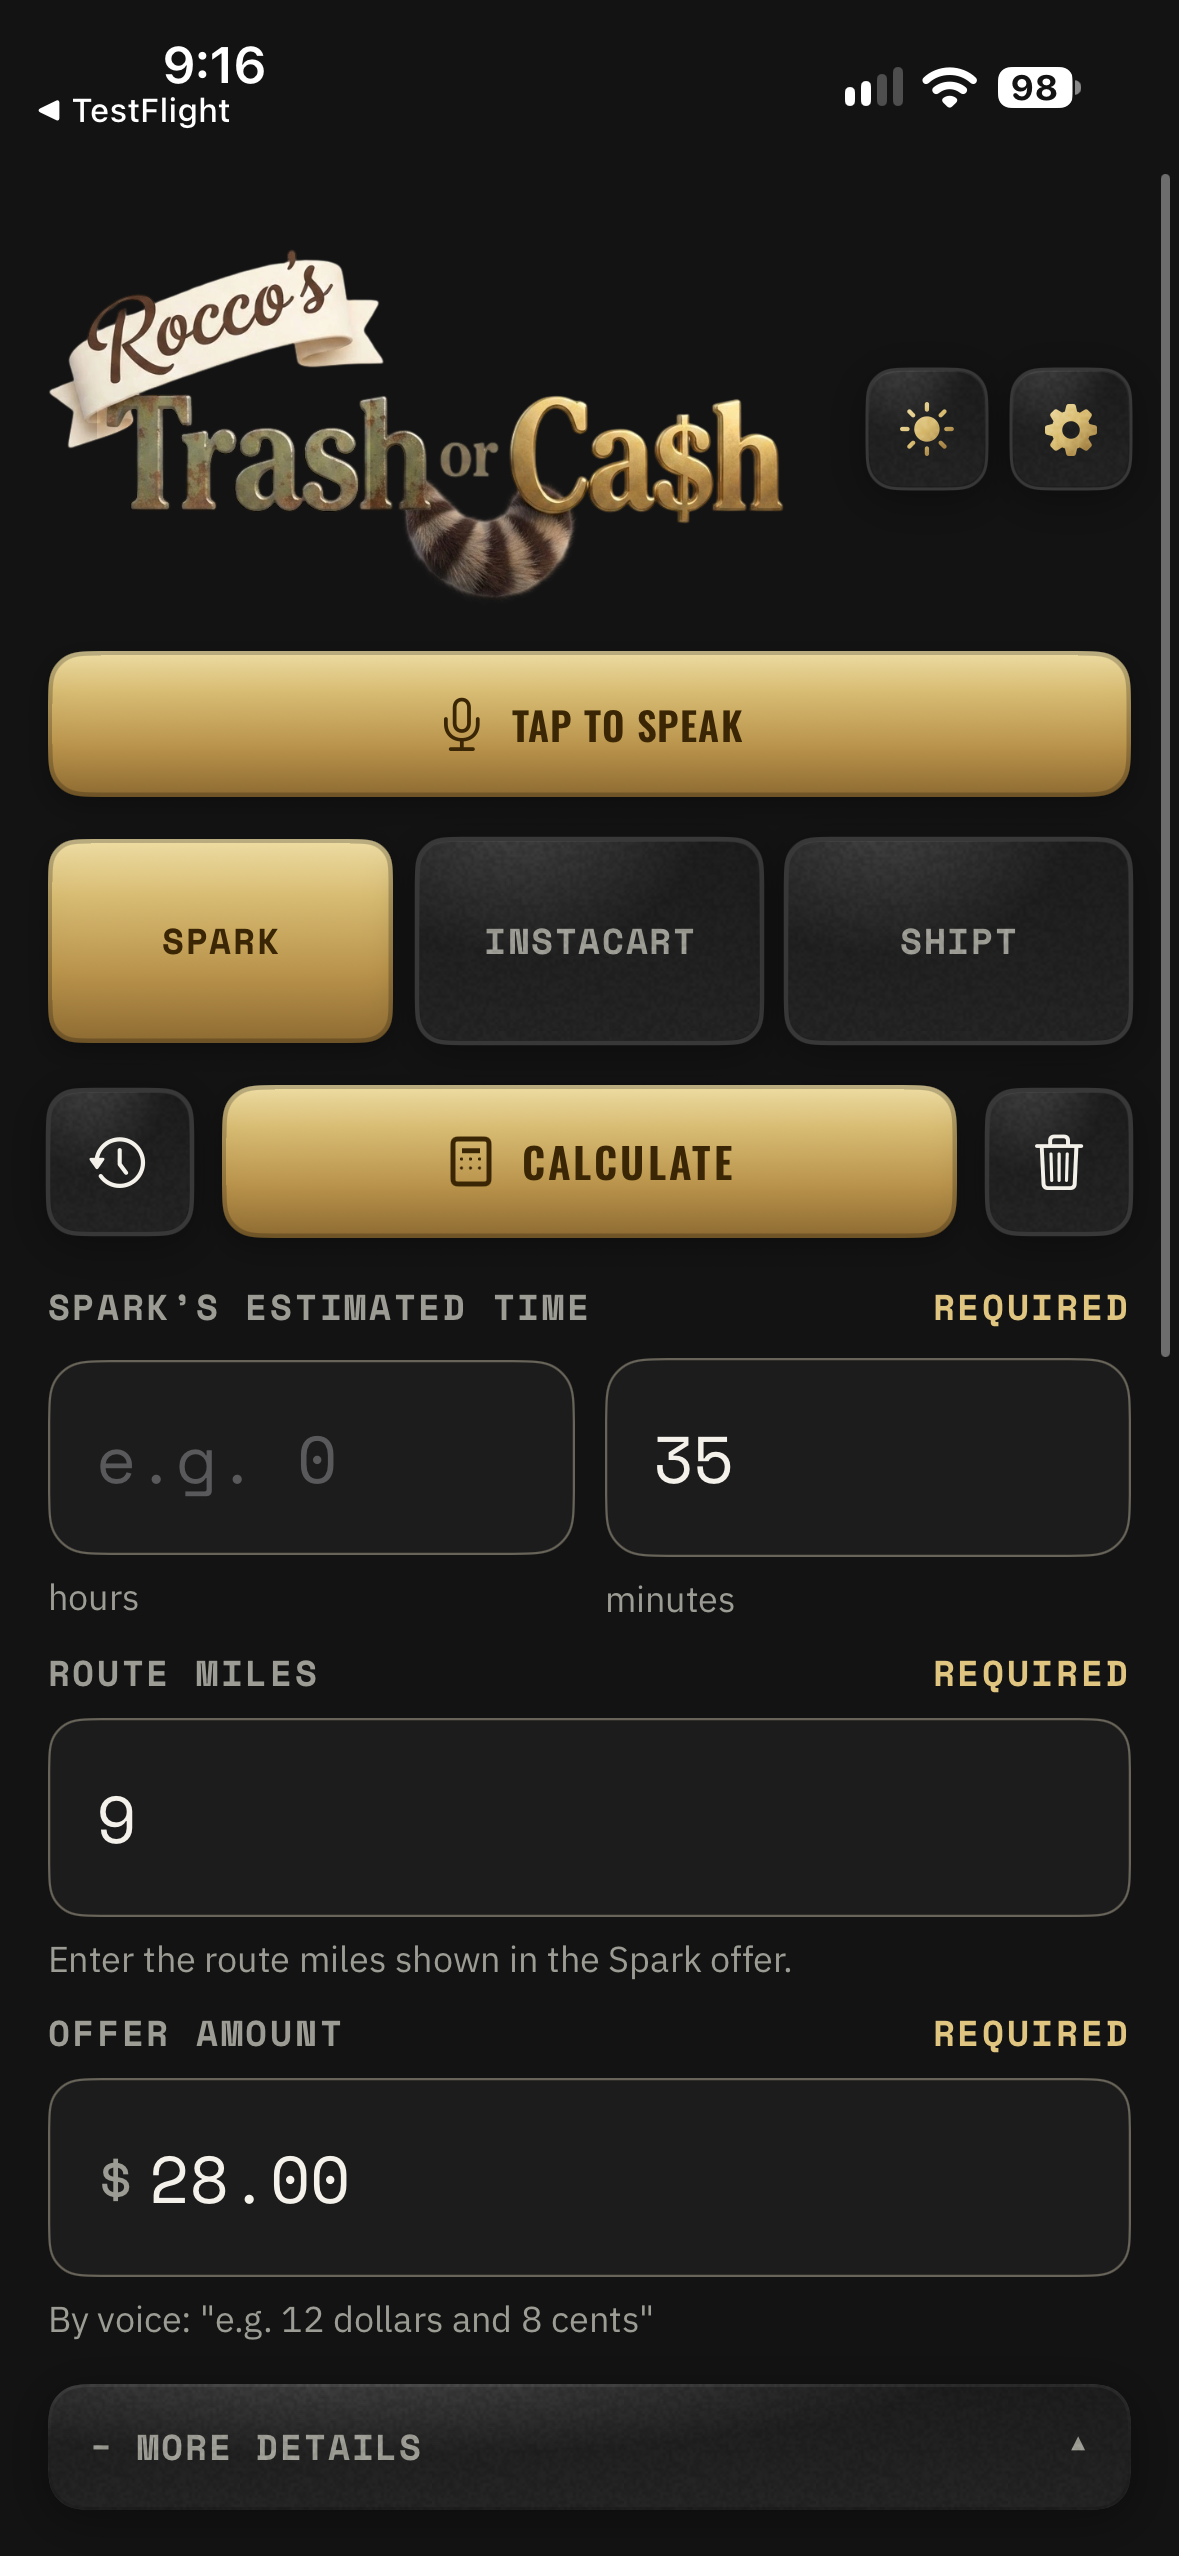 9:16
◀ TestFlight
98
Rocco's
Trash or Ca$h
TAP TO SPEAK
SPARK
INSTACART
SHIPT
CALCULATE
SPARK’S ESTIMATED TIME
REQUIRED
e.g. 0
35
hours
minutes
ROUTE MILES
REQUIRED
9
Enter the route miles shown in the Spark offer.
OFFER AMOUNT
REQUIRED
$ 28.00
By voice: "e.g. 12 dollars and 8 cents"
− MORE DETAILS ▲